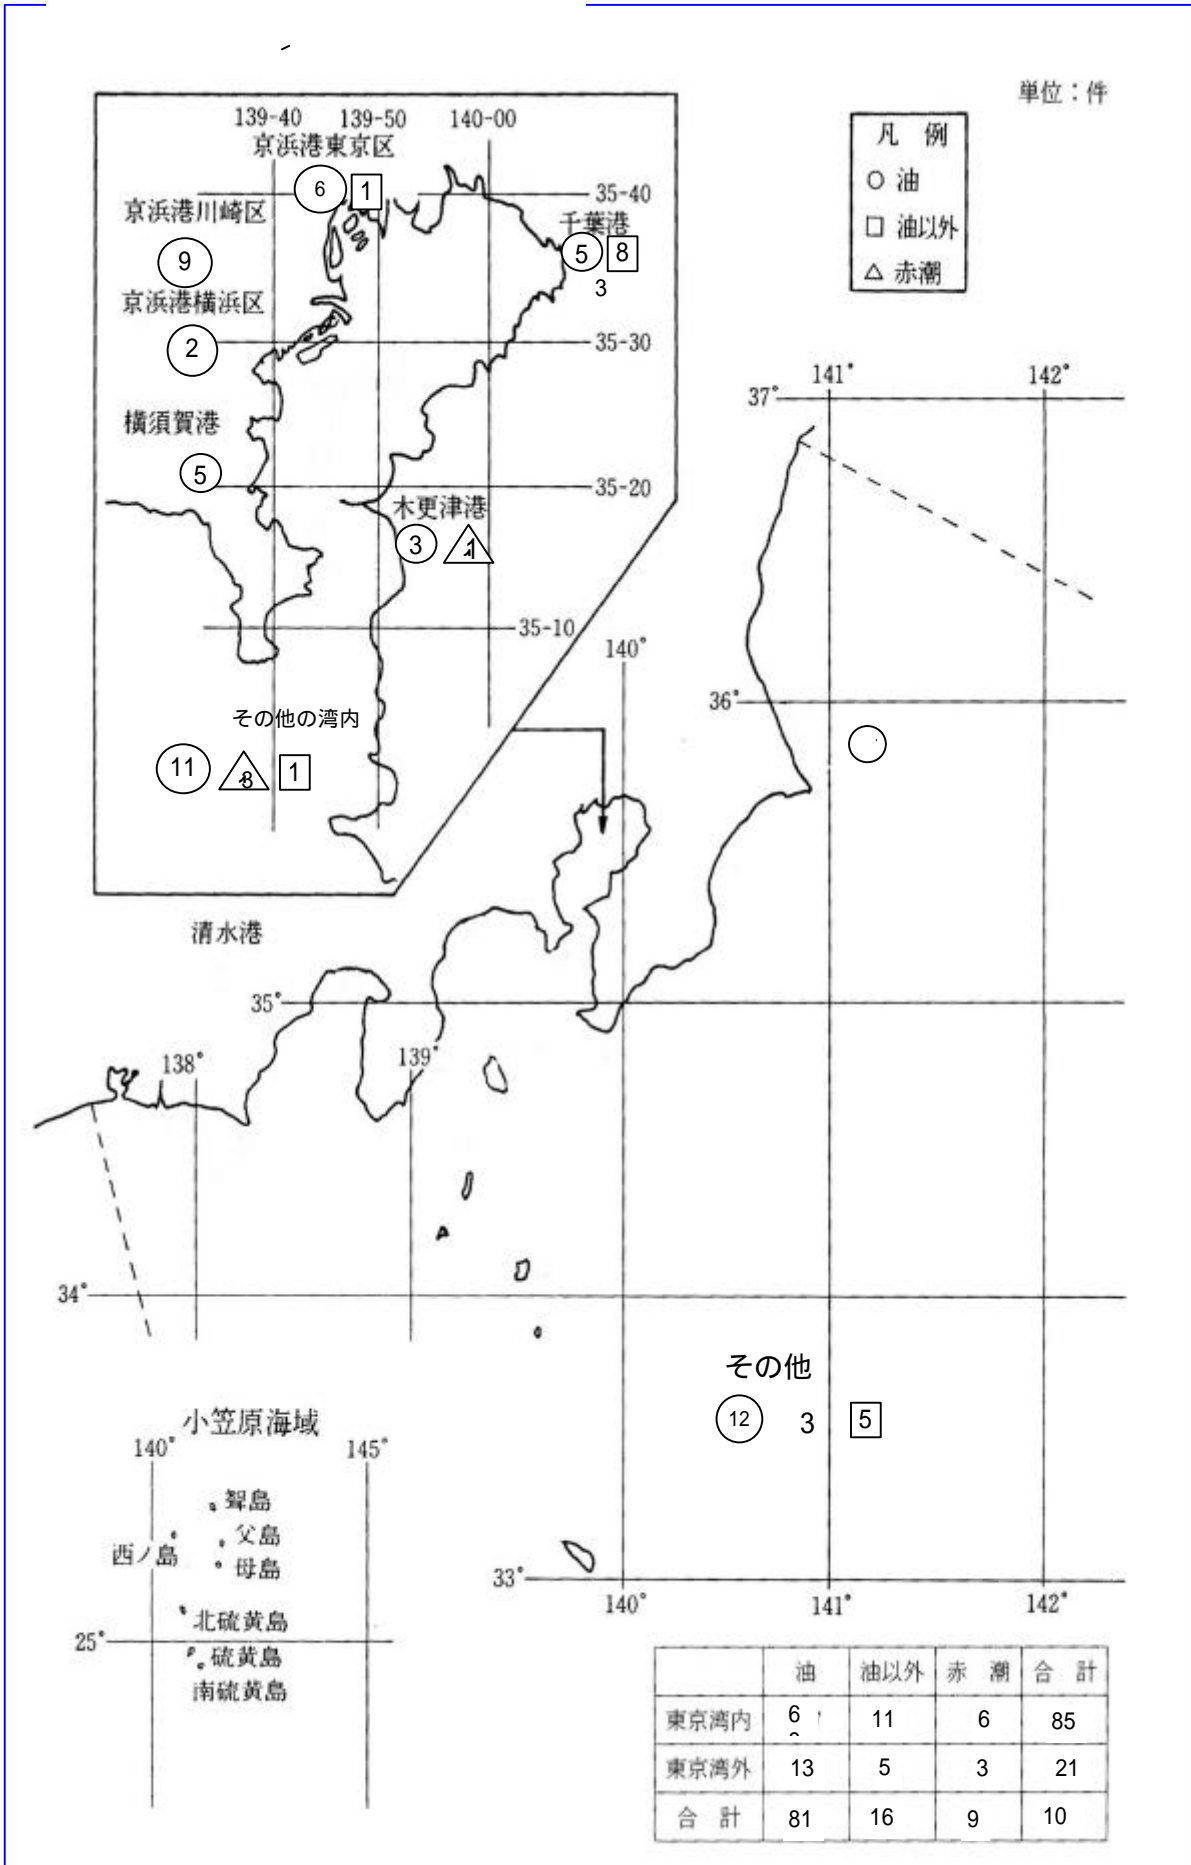 単位：件
凡 例
○ 油
□ 油以外
△ 赤潮
139-40 139-50 140-00
京浜港東京区
6 1
35-40
京浜港川崎区
9
千葉港
5 8
3
京浜港横浜区
2
35-30
横須賀港
5
35-20
木更津港
3
35-10
その他の湾内
11 1
141° 142°
37°
140°
36°
清水港
35°
138° 139°
34°
その他
12 3 5
33°
140° 141° 142°
小笠原海域
140° 145°
聟島
父島
西ノ島
母島
北硫黄島
25°
硫黄島
南硫黄島
油 油以外 赤 潮 合 計
東京湾内 6 11 6 85
東京湾外 13 5 3 21
合 計 81 16 9 10